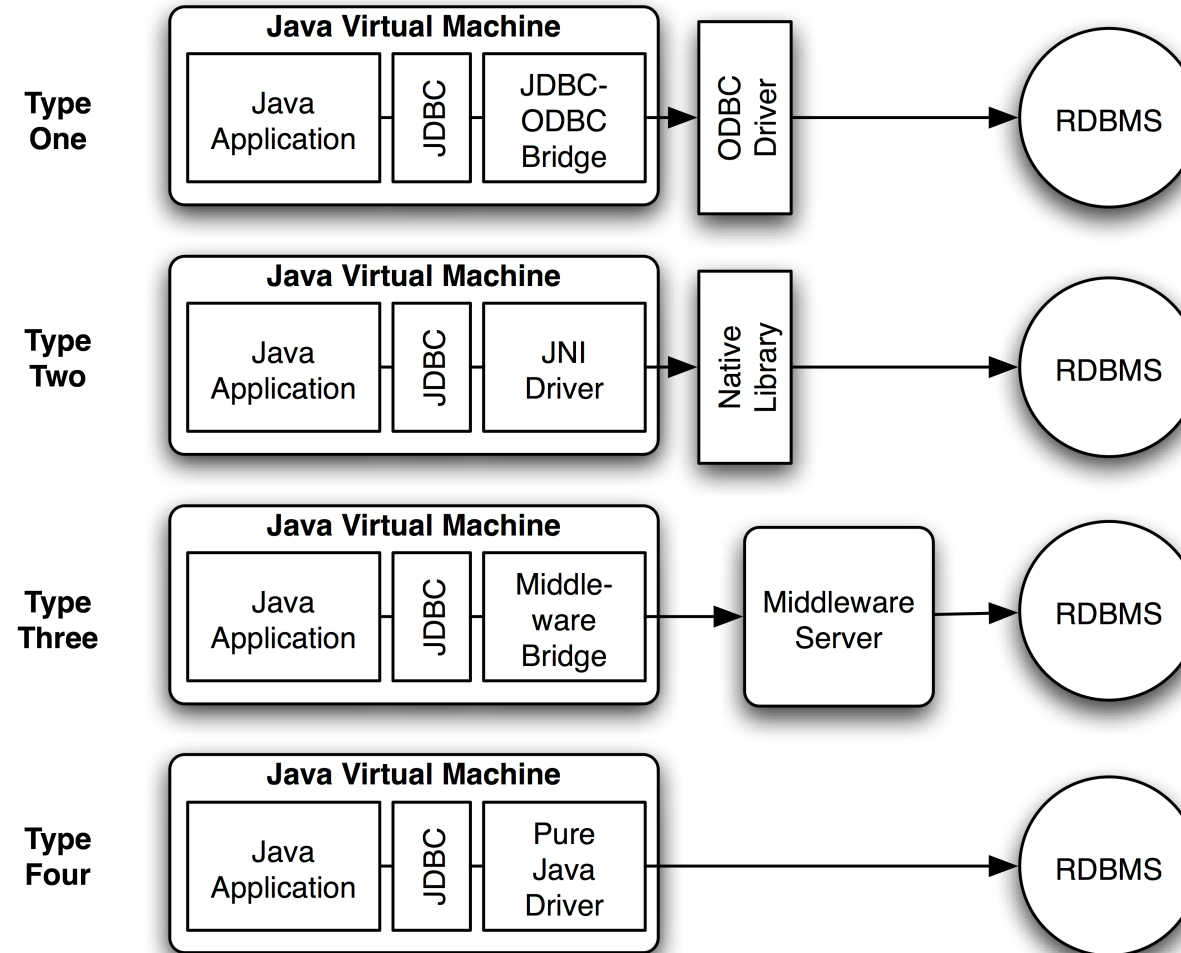 Type
One
Java Virtual Machine
Java
Application
JDBC
JDBC-
ODBC
Bridge
ODBC
Driver
RDBMS
Type
Two
Java Virtual Machine
Java
Application
JDBC
JNI
Driver
Native
Library
RDBMS
Type
Three
Java Virtual Machine
Java
Application
JDBC
Middle-
ware
Bridge
Middleware
Server
RDBMS
Type
Four
Java Virtual Machine
Java
Application
JDBC
Pure
Java
Driver
RDBMS